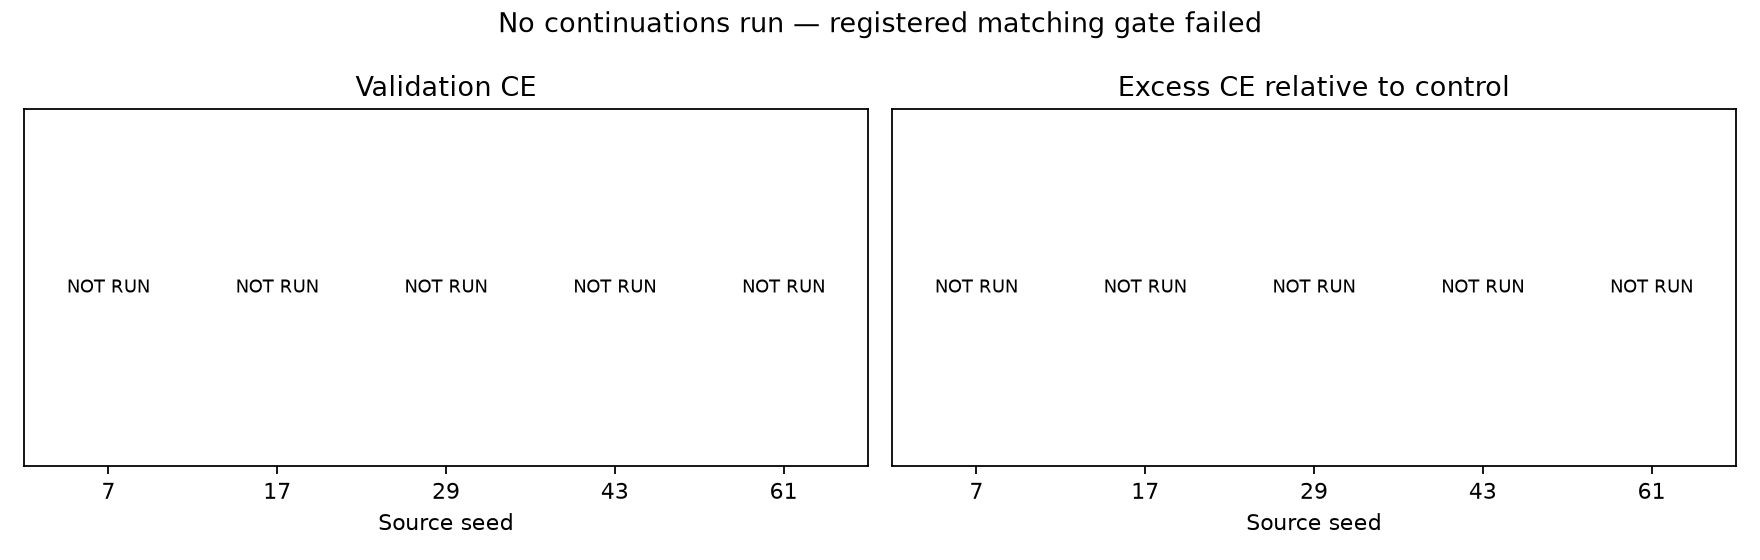 No continuations run — registered matching gate failed
Validation CE
NOT RUN NOT RUN NOT RUN NOT RUN NOT RUN
7 17 29 43 61
Source seed
Excess CE relative to control
NOT RUN NOT RUN NOT RUN NOT RUN NOT RUN
7 17 29 43 61
Source seed